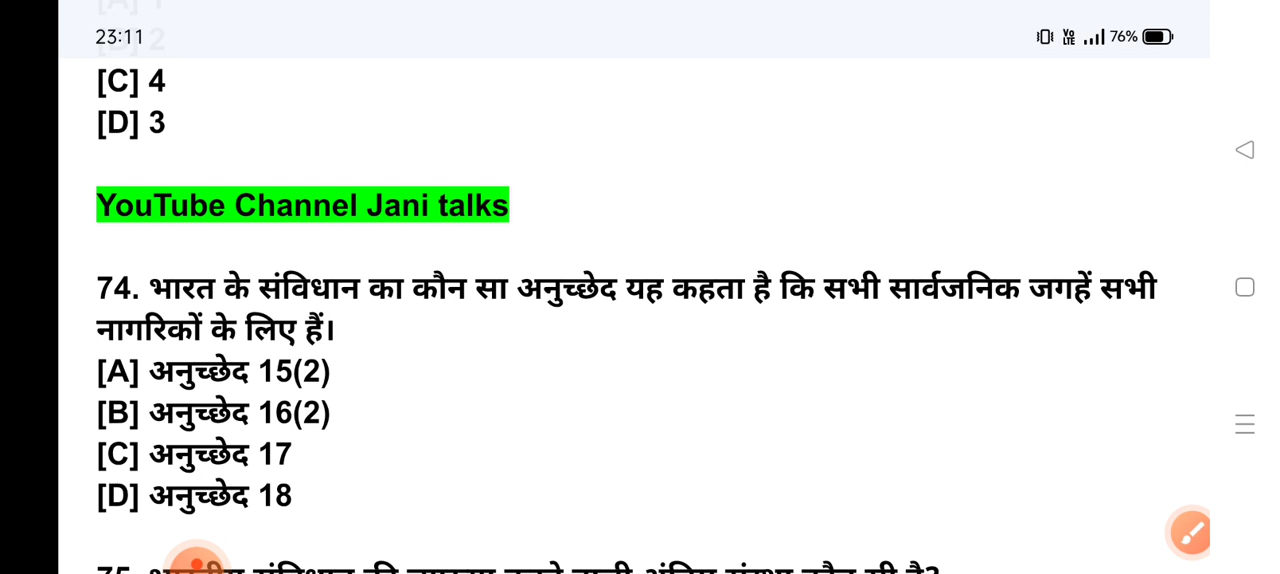 23:11
76%
[C] 4
[D] 3
YouTube Channel Jani talks
74. भारत के संविधान का कौन सा अनुच्छेद यह कहता है कि सभी सार्वजनिक जगहें सभी
नागरिकों के लिए हैं।
[A] अनुच्छेद 15(2)
[B] अनुच्छेद 16(2)
[C] अनुच्छेद 17
[D] अनुच्छेद 18